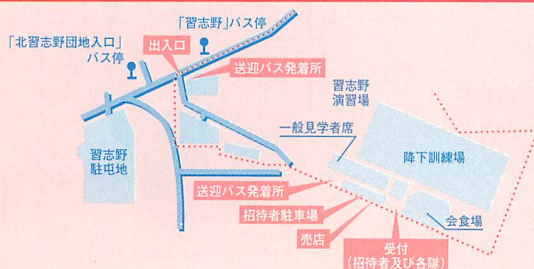 「習志野」バス停
「北習志野団地入口」
バス停
出入口
送迎バス発着所
習志野
演習場
一般見学者席
降下訓練場
習志野
駐屯地
送迎バス発着所
招待者駐車場
会食場
売店
受付
(招待者及び各隊)